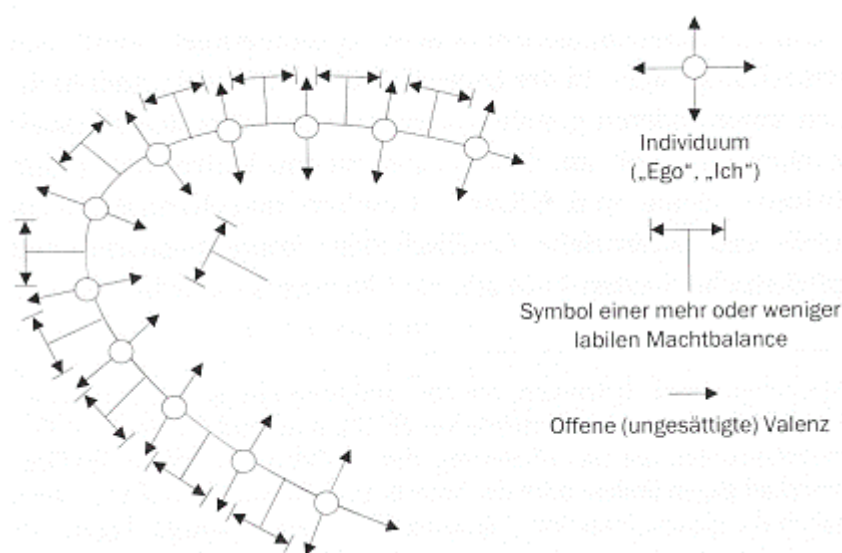 Individuum
(„Ego“, „Ich“)
Symbol einer mehr oder weniger
labilen Machtbalance
Offene (ungesättigte) Valenz